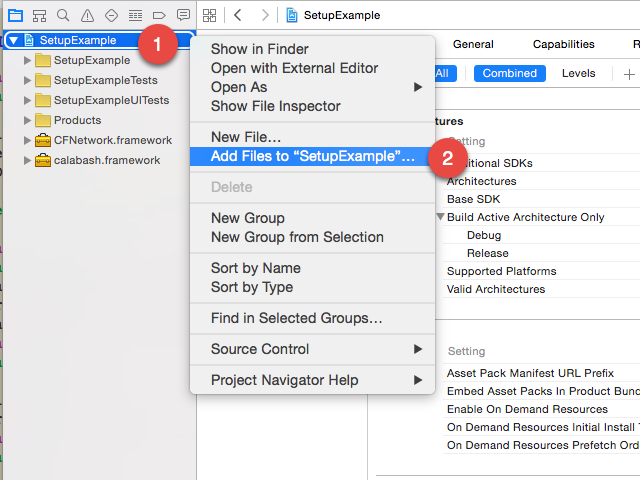 SetupExample
SetupExample
1
SetupExample
SetupExampleTests
SetupExampleUITests
Products
CFNetwork.framework
calabash.framework
Show in Finder
Open with External Editor
Open As
Show File Inspector
New File...
Add Files to “SetupExample”...
2
Delete
New Group
New Group from Selection
Sort by Name
Sort by Type
Find in Selected Groups...
Source Control
Project Navigator Help
General Capabilities R
All Combined Levels
tures
Setting
itional SDKs
Architectures
Base SDK
Build Active Architecture Only
Debug
Release
Supported Platforms
Valid Architectures
Setting
Asset Pack Manifest URL Prefix
Embed Asset Packs In Product Bund
Enable On Demand Resources
On Demand Resources Initial Install T
On Demand Resources Prefetch Ord